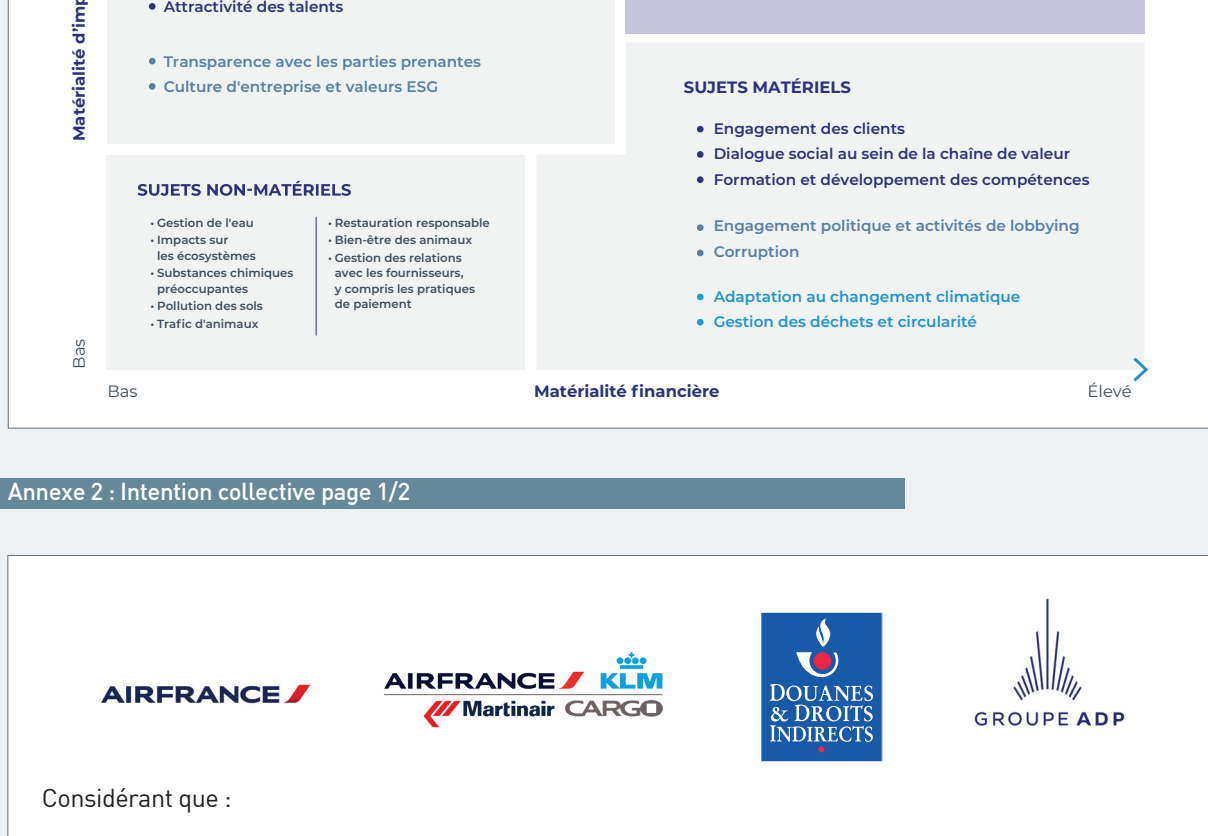 Matérialité d'imp
• Attractivité des talents
• Transparence avec les parties prenantes
• Culture d'entreprise et valeurs ESG
SUJETS MATÉRIELS
• Engagement des clients
• Dialogue social au sein de la chaîne de valeur
• Formation et développement des compétences
• Engagement politique et activités de lobbying
• Corruption
• Adaptation au changement climatique
• Gestion des déchets et circularité
SUJETS NON-MATÉRIELS
• Gestion de l'eau
• Impacts sur
les écosystèmes
• Substances chimiques
préoccupantes
• Pollution des sols
• Trafic d'animaux
• Restauration responsable
• Bien-être des animaux
• Gestion des relations
avec les fournisseurs,
y compris les pratiques
de paiement
Bas
Bas
Matérialité financière
Élevé
Annexe 2 : Intention collective page 1/2
AIRFRANCE
AIRFRANCE KLM
Martinair CARGO
DOUANES
& DROITS
INDIRECTS
GROUPE ADP
Considérant que :